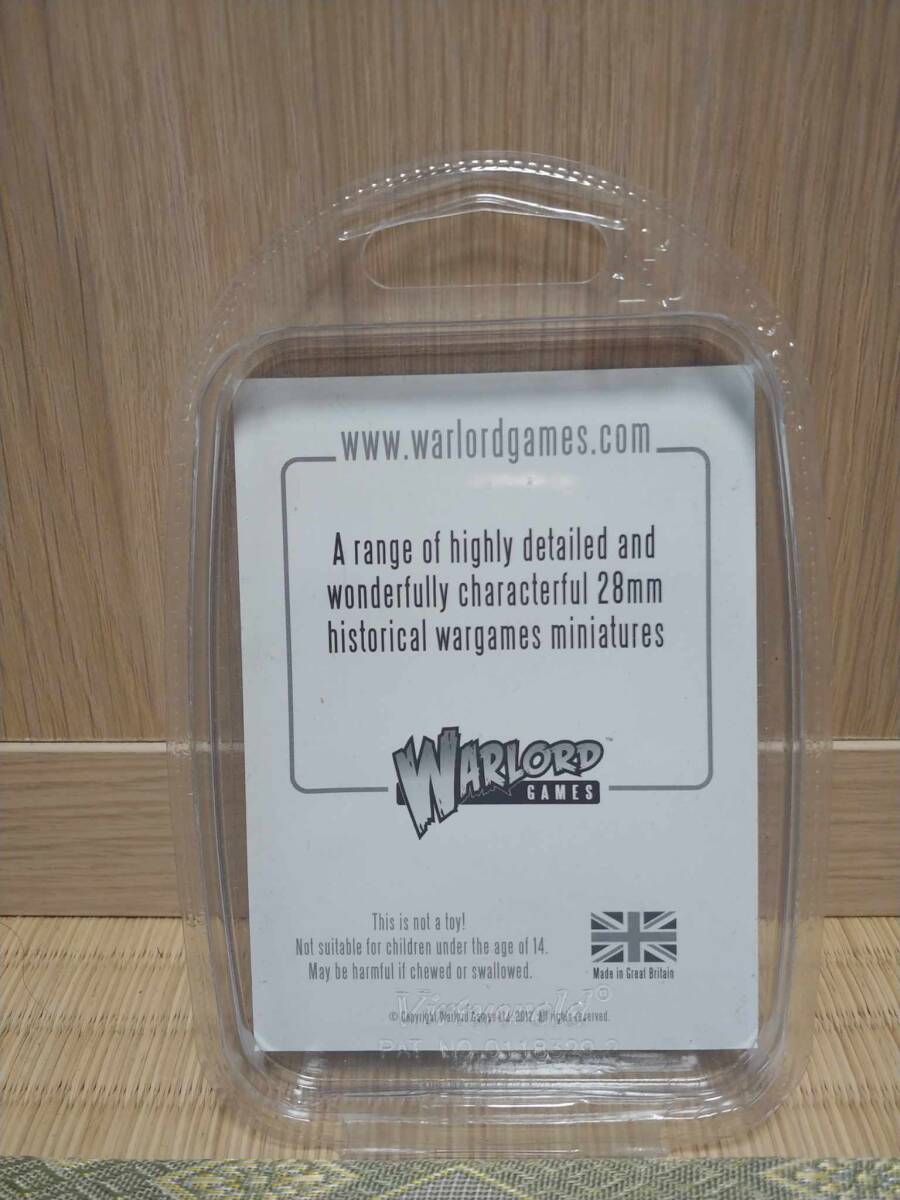 www.warlordgames.com
A range of highly detailed and
wonderfully characterful 28mm
historical wargames miniatures
WARLORD
GAMES
This is not a toy!
Not suitable for children under the age of 14.
May be harmful if chewed or swallowed.
Made in Great Britain
© Copyright Warlord Games Ltd. 2012. All rights reserved.
PAT NO.